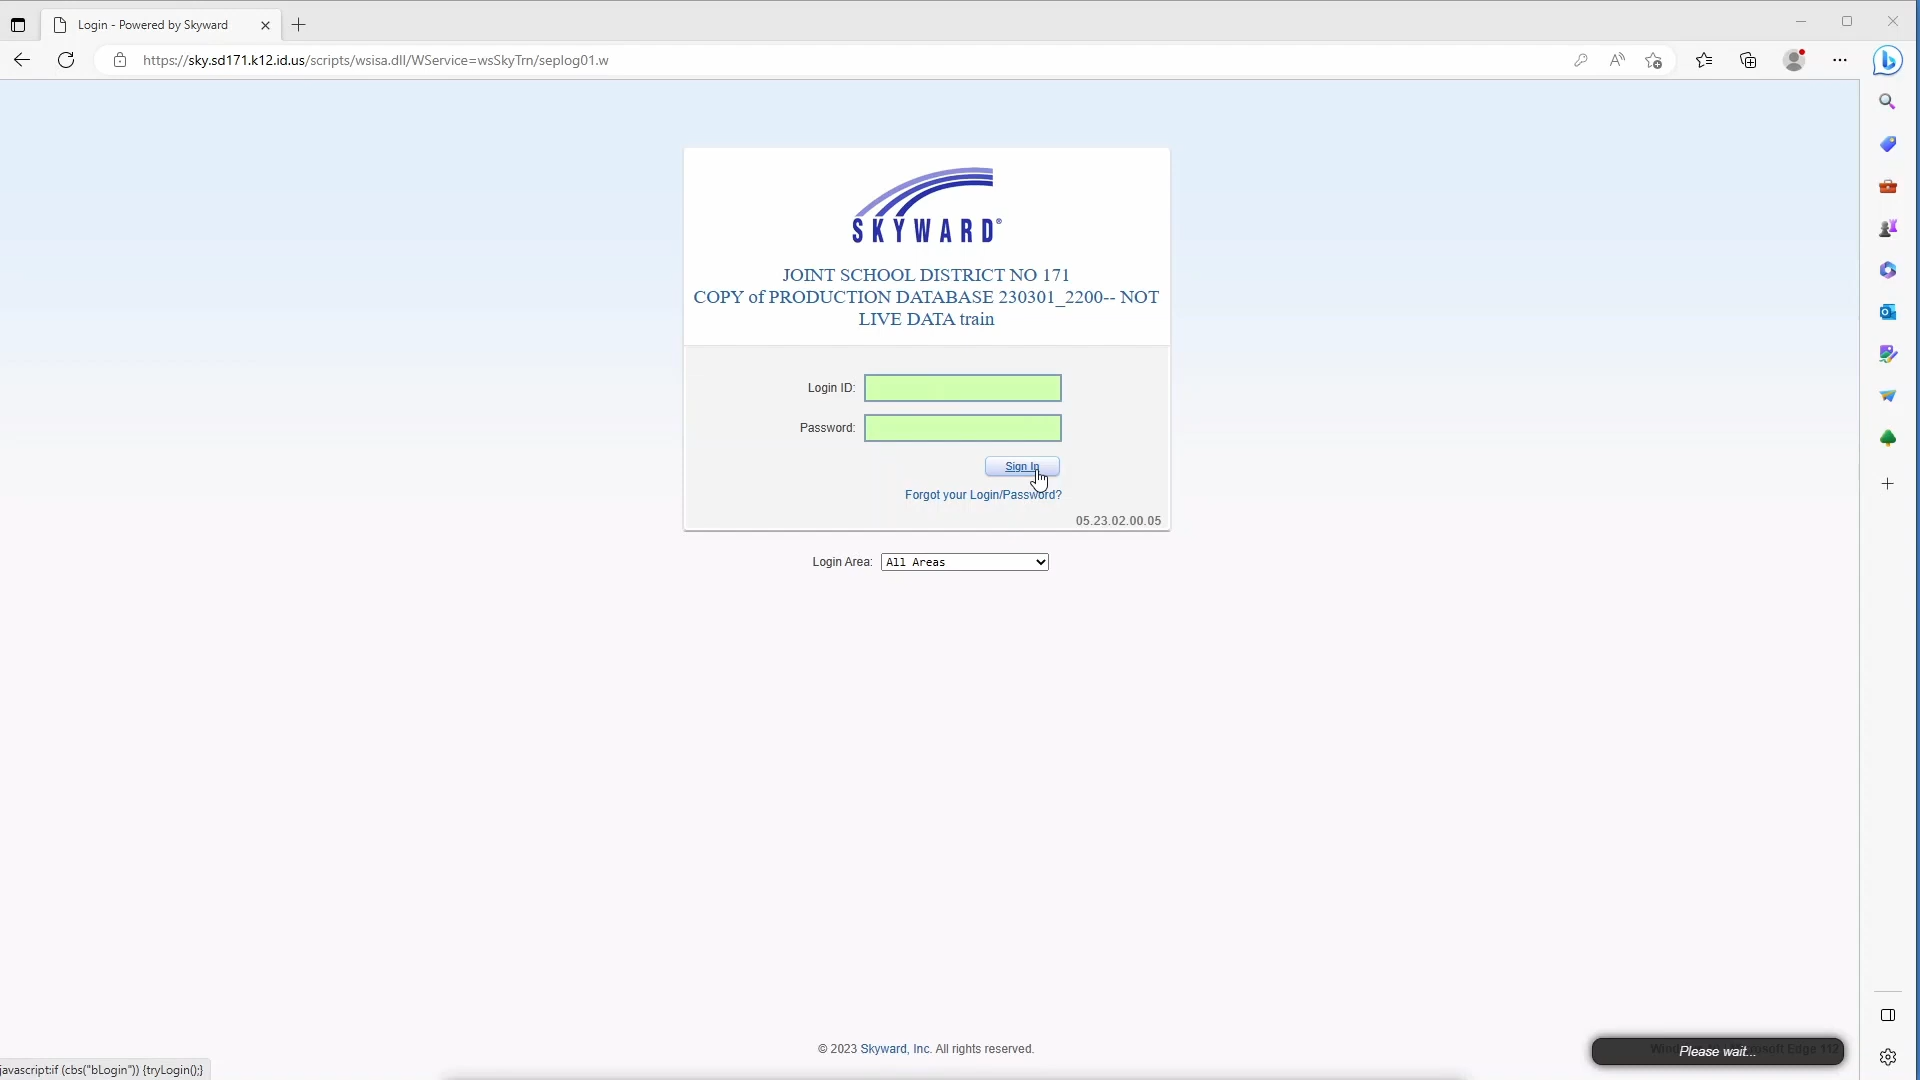 Login - Powered by Skyward
https://sky.sd171.k12.id.us/scripts/wsisa.dll/WService=wsSkyTrn/seplog01.w
SKYWARD®
JOINT SCHOOL DISTRICT NO 171
COPY of PRODUCTION DATABASE 230301_2200-- NOT
LIVE DATA train
Login ID:
Password:
Sign In
Forgot your Login/Password?
05.23.02.00.05
Login Area: All Areas
© 2023 Skyward, Inc. All rights reserved.
Please wait...
javascript:if (cbs("bLogin")) {tryLogin();}